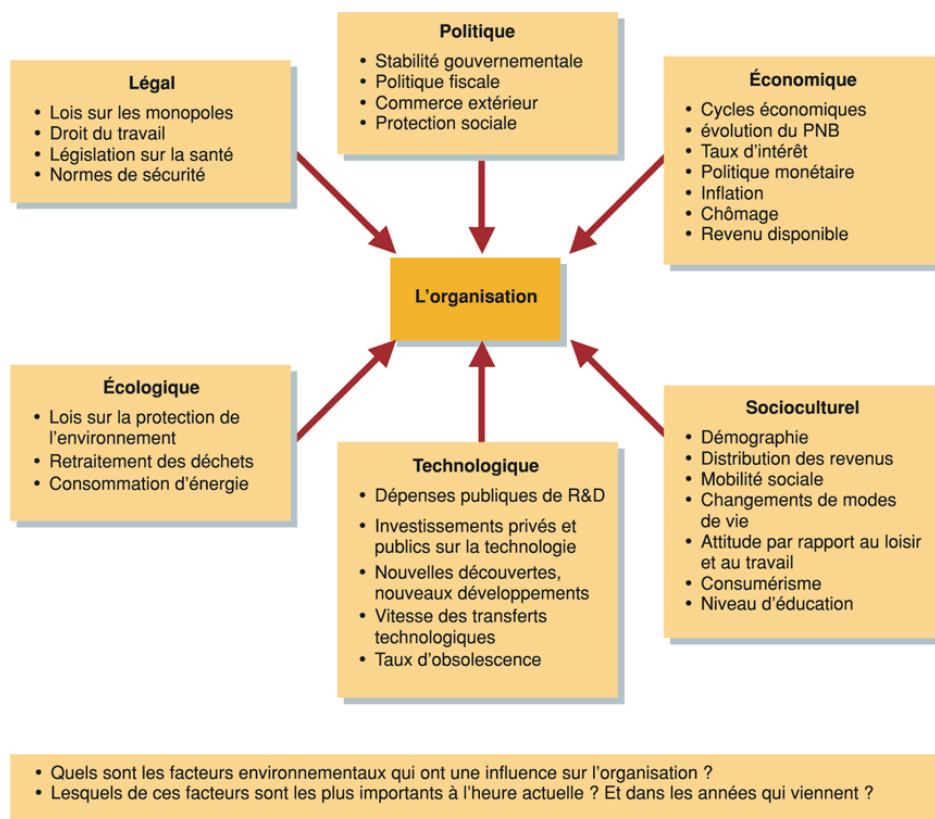 Politique
• Stabilité gouvernementale
• Politique fiscale
• Commerce extérieur
• Protection sociale
Légal
• Lois sur les monopoles
• Droit du travail
• Législation sur la santé
• Normes de sécurité
Économique
• Cycles économiques
• évolution du PNB
• Taux d'intérêt
• Politique monétaire
• Inflation
• Chômage
• Revenu disponible
L'organisation
Écologique
• Lois sur la protection de
l'environnement
• Retraitement des déchets
• Consommation d'énergie
Technologique
• Dépenses publiques de R&D
• Investissements privés et
publics sur la technologie
• Nouvelles découvertes,
nouveaux développements
• Vitesse des transferts
technologiques
• Taux d'obsolescence
Socioculturel
• Démographie
• Distribution des revenus
• Mobilité sociale
• Changements de modes
de vie
• Attitude par rapport au loisir
et au travail
• Consumérisme
• Niveau d'éducation
• Quels sont les facteurs environnementaux qui ont une influence sur l'organisation ?
• Lesquels de ces facteurs sont les plus importants à l'heure actuelle ? Et dans les années qui viennent ?